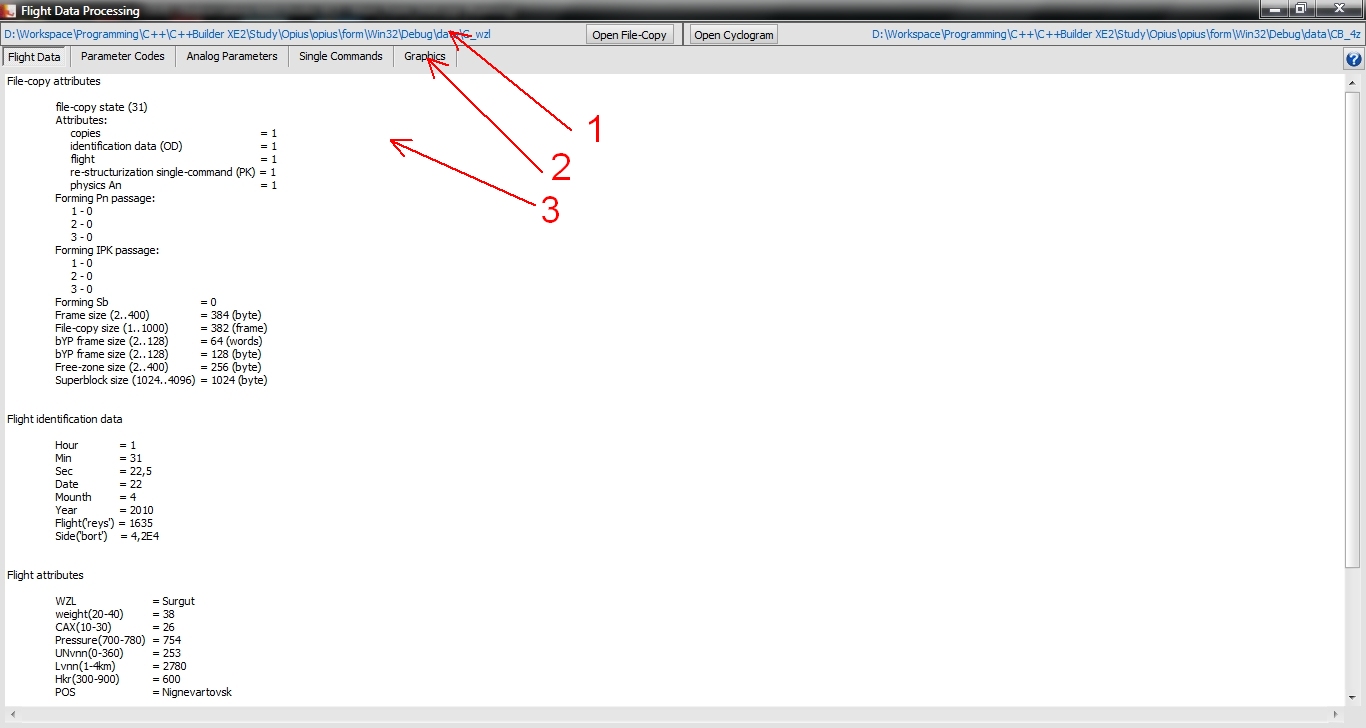 Flight Data Processing
D:\Workspace\Programming\C++\C++Builder XE2\Study\Opius\opius\form\Win32\Debug\data\C_wzl Open File-Copy Open Cyclogram D:\Workspace\Programming\C++\C++Builder XE2\Study\Opius\opius\form\Win32\Debug\data\CB_4z
Flight Data Parameter Codes Analog Parameters Single Commands Graphics ?
File-copy attributes
file-copy state (31)
Attributes:
copies = 1
identification data (OD) = 1
flight = 1
re-structurization single-command (PK) = 1
physics An = 1
Forming Pn passage:
1 - 0
2 - 0
3 - 0
Forming IPK passage:
1 - 0
2 - 0
3 - 0
Forming Sb = 0
Frame size (2..400) = 384 (byte)
File-copy size (1..1000) = 382 (frame)
bYP frame size (2..128) = 64 (words)
bYP frame size (2..128) = 128 (byte)
Free-zone size (2..400) = 256 (byte)
Superblock size (1024..4096) = 1024 (byte)
Flight identification data
Hour = 1
Min = 31
Sec = 22,5
Date = 22
Mounth = 4
Year = 2010
Flight('reys') = 1635
Side('bort') = 4,2E4
Flight attributes
WZL = Surgut
weight(20-40) = 38
CAX(10-30) = 26
Pressure(700-780) = 754
UNvnn(0-360) = 253
Lvnn(1-4km) = 2780
Hkr(300-900) = 600
POS = Nignevartovsk
1
2
3